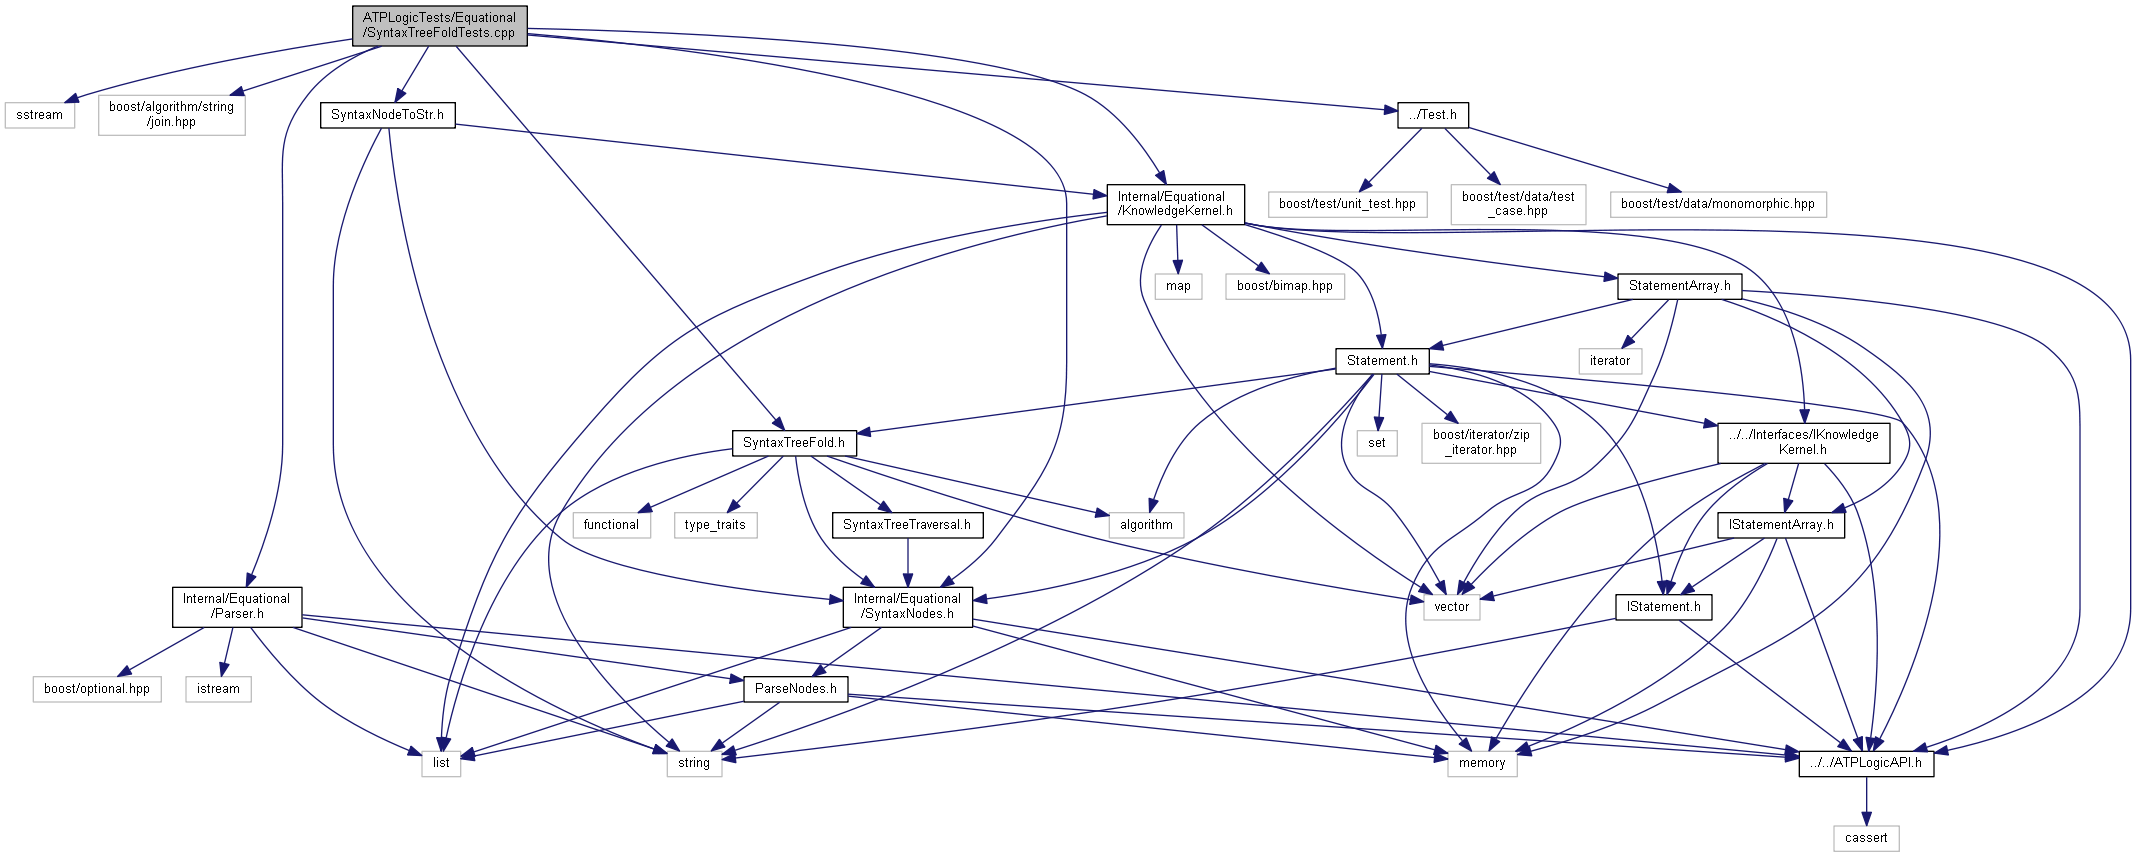 ATPLogicTests/Equational
/SyntaxTreeFoldTests.cpp
sstream
boost/algorithm/string
/join.hpp
SyntaxNodeToStr.h
../Test.h
Internal/Equational
/KnowledgeKernel.h
boost/test/unit_test.hpp
boost/test/data/test
_case.hpp
boost/test/data/monomorphic.hpp
map
boost/bimap.hpp
StatementArray.h
Statement.h
iterator
SyntaxTreeFold.h
set
boost/iterator/zip
_iterator.hpp
../../Interfaces/IKnowledge
Kernel.h
functional
type_traits
SyntaxTreeTraversal.h
algorithm
IStatementArray.h
Internal/Equational
/Parser.h
Internal/Equational
/SyntaxNodes.h
vector
IStatement.h
boost/optional.hpp
istream
ParseNodes.h
list
string
memory
../../ATPLogicAPI.h
cassert